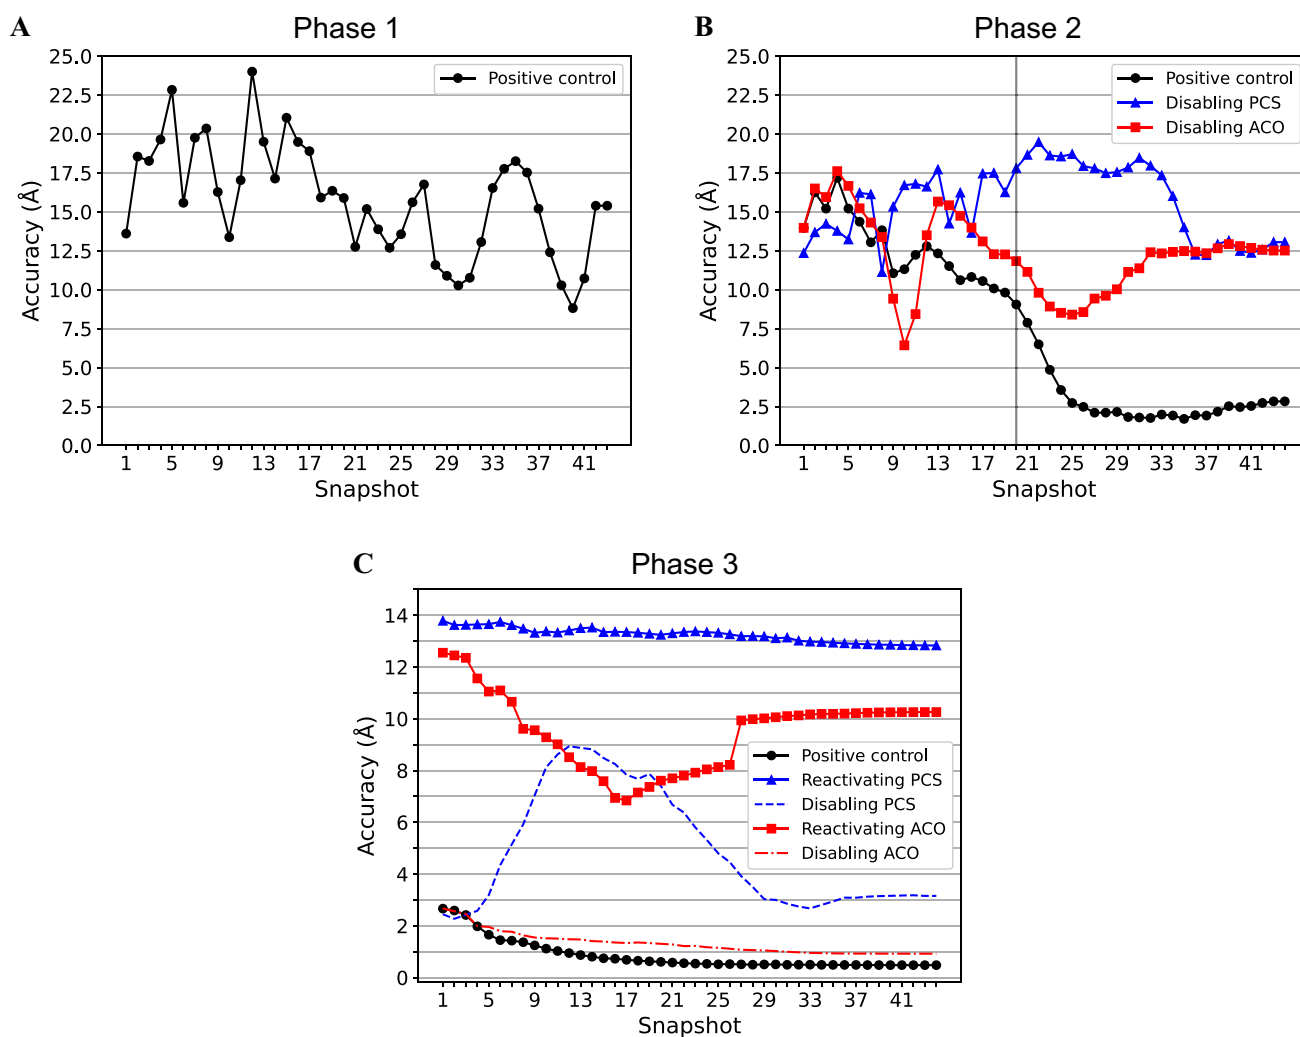 A
Phase 1
25.0
22.5
20.0
17.5
15.0
12.5
10.0
7.5
5.0
2.5
0.0
Accuracy (Å)
Positive control
1 5 9 13 17 21 25 29 33 37 41
Snapshot
B
Phase 2
25.0
22.5
20.0
17.5
15.0
12.5
10.0
7.5
5.0
2.5
0.0
Accuracy (Å)
Positive control
Disabling PCS
Disabling ACO
1 5 9 13 17 21 25 29 33 37 41
Snapshot
C
Phase 3
14
12
10
8
6
4
2
0
Accuracy (Å)
Positive control
Reactivating PCS
Disabling PCS
Reactivating ACO
Disabling ACO
1 5 9 13 17 21 25 29 33 37 41
Snapshot